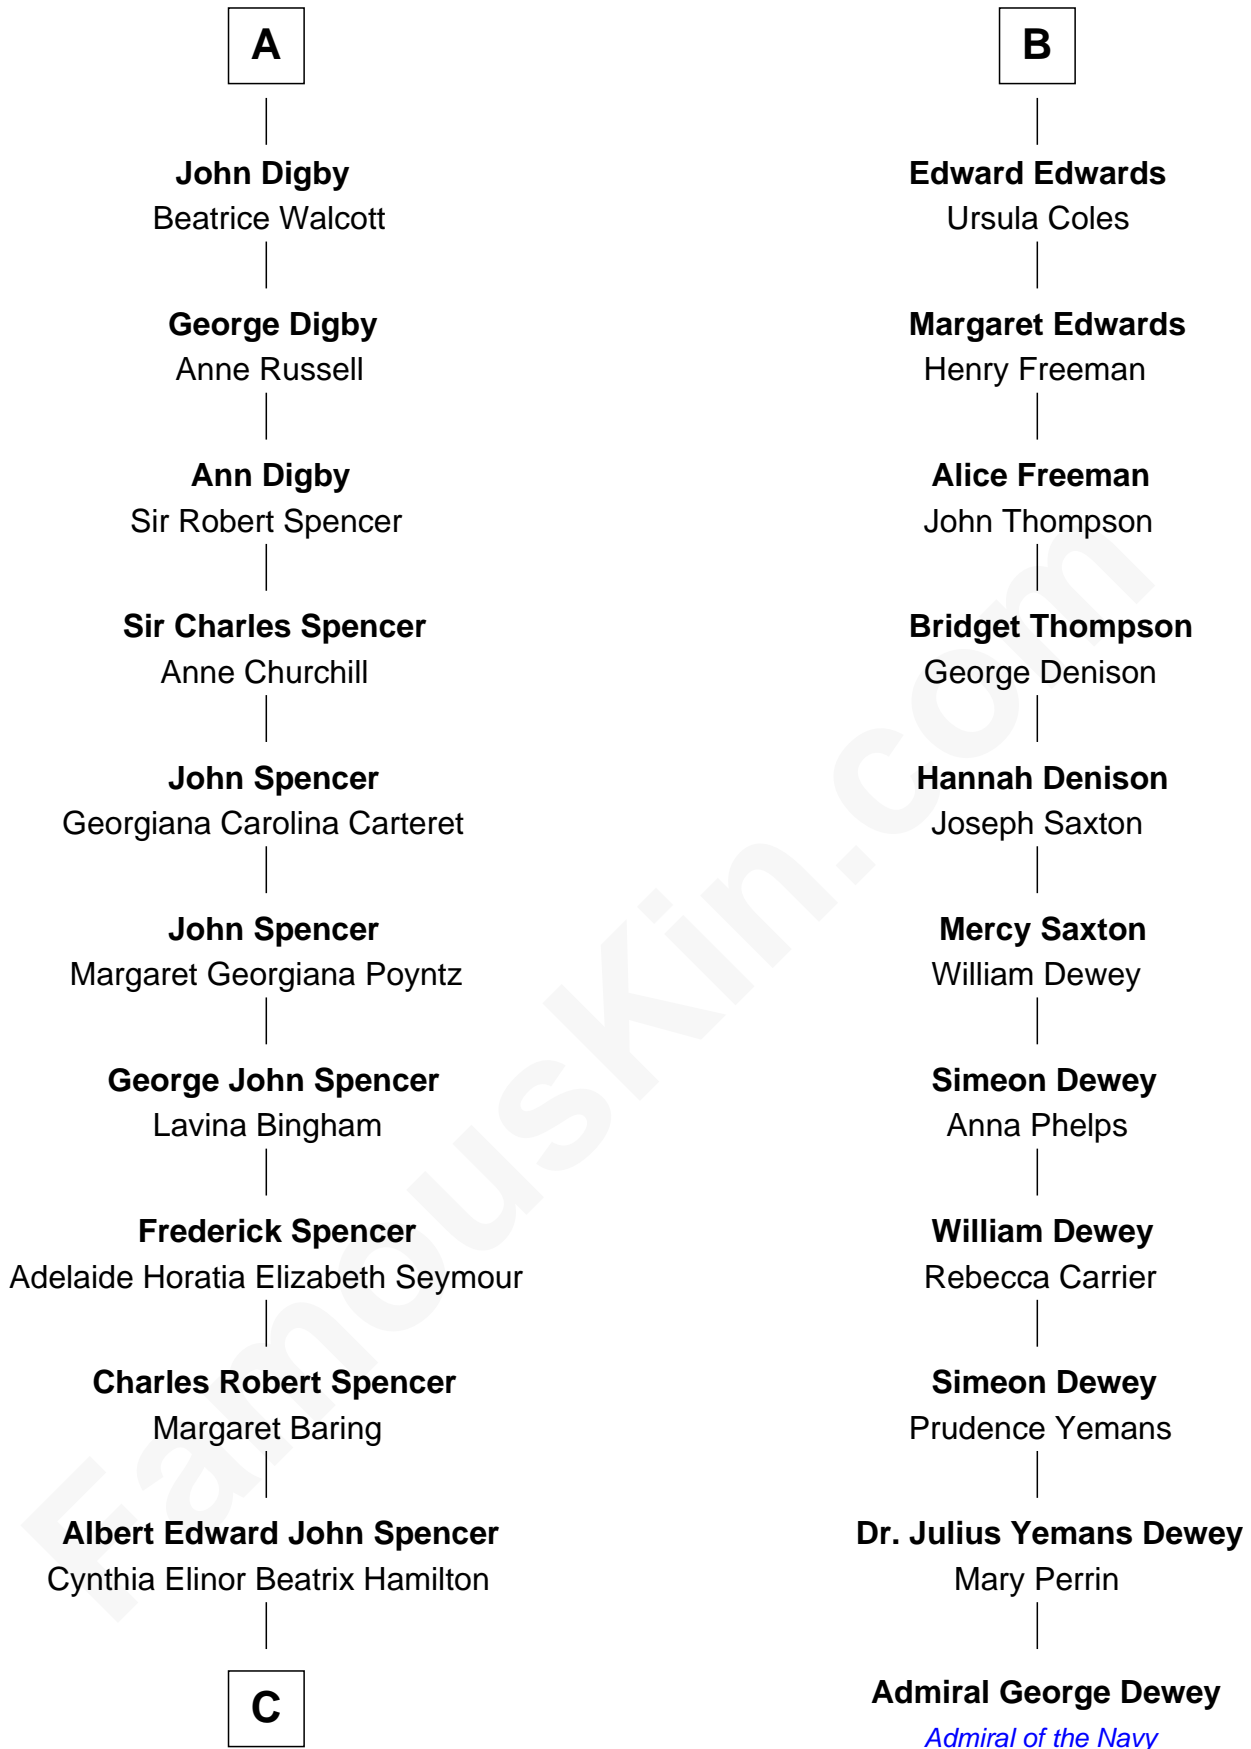 A
John Digby
Beatrice Walcott
George Digby
Anne Russell
Ann Digby
Sir Robert Spencer
Sir Charles Spencer
Anne Churchill
John Spencer
Georgiana Carolina Carteret
John Spencer
Margaret Georgiana Poyntz
George John Spencer
Lavina Bingham
Frederick Spencer
Adelaide Horatia Elizabeth Seymour
Charles Robert Spencer
Margaret Baring
Albert Edward John Spencer
Cynthia Elinor Beatrix Hamilton
C
B
Edward Edwards
Ursula Coles
Margaret Edwards
Henry Freeman
Alice Freeman
John Thompson
Bridget Thompson
George Denison
Hannah Denison
Joseph Saxton
Mercy Saxton
William Dewey
Simeon Dewey
Anna Phelps
William Dewey
Rebecca Carrier
Simeon Dewey
Prudence Yemans
Dr. Julius Yemans Dewey
Mary Perrin
Admiral George Dewey
Admiral of the Navy
FamousKin.com